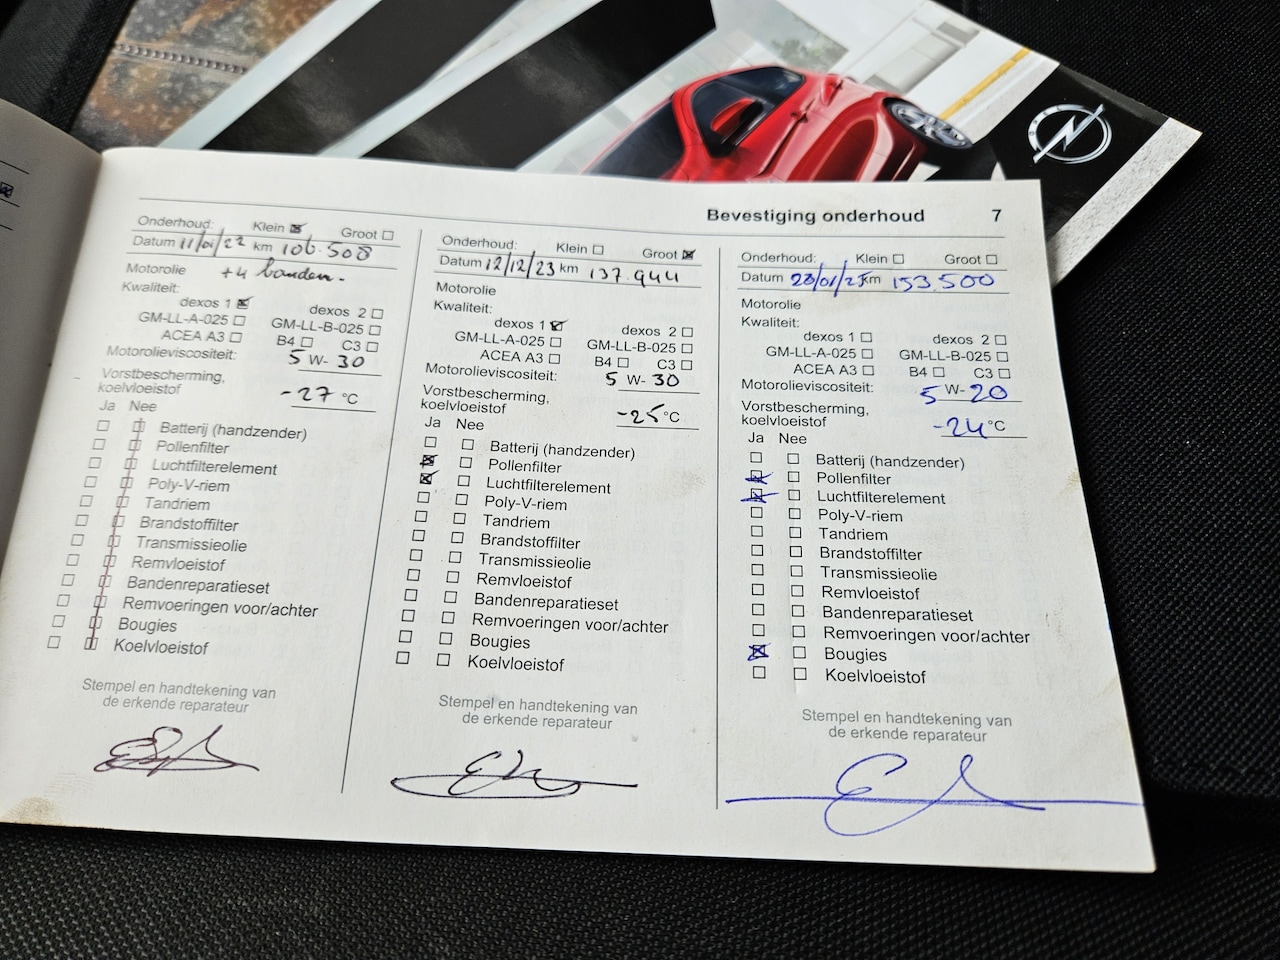 Bevestiging onderhoud 7
Onderhoud: Klein Groot
Datum 11/01/22 km 106.508
Motorolie +4 banden-
Kwaliteit:
dexos 1 dexos 2
GM-LL-A-025 GM-LL-B-025
ACEA A3 B4 C3
Motorolieviscositeit: 5 W- 30
Vorstbescherming,
koelvloeistof -27 °C
Ja Nee
Batterij (handzender)
Pollenfilter
Luchtfilterelement
Poly-V-riem
Tandriem
Brandstoffilter
Transmissieolie
Remvloeistof
Bandenreparatieset
Remvoeringen voor/achter
Bougies
Koelvloeistof
Stempel en handtekening van
de erkende reparateur
Onderhoud: Klein Groot
Datum 12/12/23 km 137.944
Motorolie
Kwaliteit:
dexos 1 dexos 2
GM-LL-A-025 GM-LL-B-025
ACEA A3 B4 C3
Motorolieviscositeit: 5 W- 30
Vorstbescherming,
koelvloeistof -25 °C
Ja Nee
Batterij (handzender)
Pollenfilter
Luchtfilterelement
Poly-V-riem
Tandriem
Brandstoffilter
Transmissieolie
Remvloeistof
Bandenreparatieset
Remvoeringen voor/achter
Bougies
Koelvloeistof
Stempel en handtekening van
de erkende reparateur
Onderhoud: Klein Groot
Datum km 153.500
Motorolie
Kwaliteit:
dexos 1 dexos 2
GM-LL-A-025 GM-LL-B-025
ACEA A3 B4 C3
Motorolieviscositeit: 5 W- 20
Vorstbescherming,
koelvloeistof -24 °C
Ja Nee
Batterij (handzender)
Pollenfilter
Luchtfilterelement
Poly-V-riem
Tandriem
Brandstoffilter
Transmissieolie
Remvloeistof
Bandenreparatieset
Remvoeringen voor/achter
Bougies
Koelvloeistof
Stempel en handtekening van
de erkende reparateur